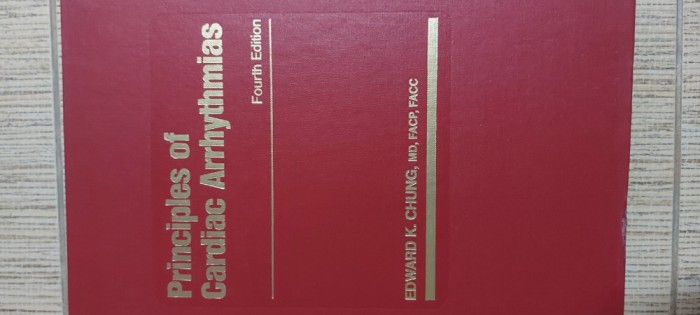 Principles of
Cardiac Arrhythmias
Fourth Edition
EDWARD K. CHUNG, MD, FACP, FACC